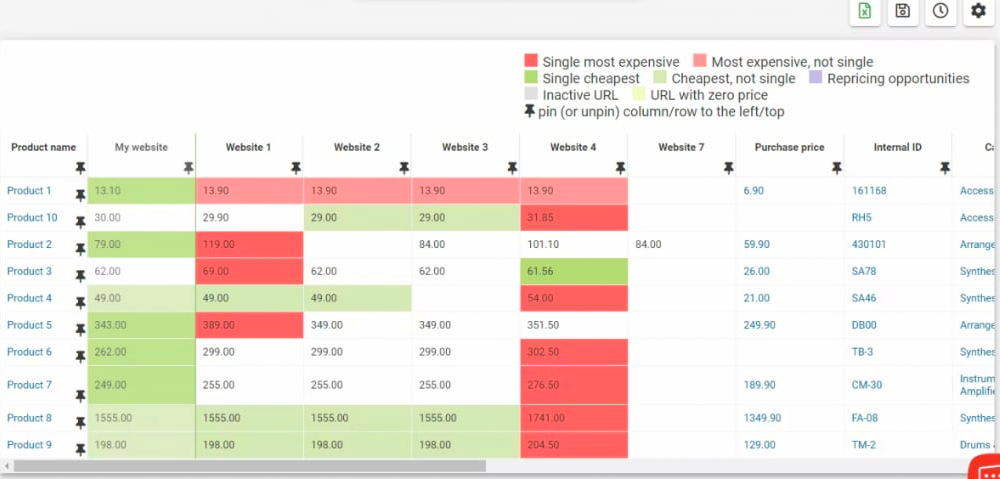 Single most expensive Most expensive, not single
Single cheapest Cheapest, not single Repricing opportunities
Inactive URL URL with zero price
pin (or unpin) column/row to the left/top
Product name My website Website 1 Website 2 Website 3 Website 4 Website 7 Purchase price Internal ID
Product 1 13.10 13.90 13.90 13.90 13.90 6.90 161168 Access
Product 10 30.00 29.90 29.00 29.00 31.85 RH5 Access
Product 2 79.00 119.00 84.00 101.10 84.00 59.90 430101 Arrange
Product 3 62.00 69.00 62.00 62.00 61.56 26.00 SA78 Synthes
Product 4 49.00 49.00 49.00 54.00 21.00 SA46 Synthes
Product 5 343.00 389.00 349.00 349.00 351.50 249.90 DB00 Arrange
Product 6 262.00 299.00 299.00 299.00 302.50 TB-3 Synthes
Product 7 249.00 255.00 255.00 255.00 276.50 189.90 CM-30 Instrum
Amplifie
Product 8 1555.00 1555.00 1555.00 1555.00 1741.00 1349.90 FA-08 Synthes
Product 9 198.00 198.00 198.00 198.00 204.50 129.00 TM-2 Drums